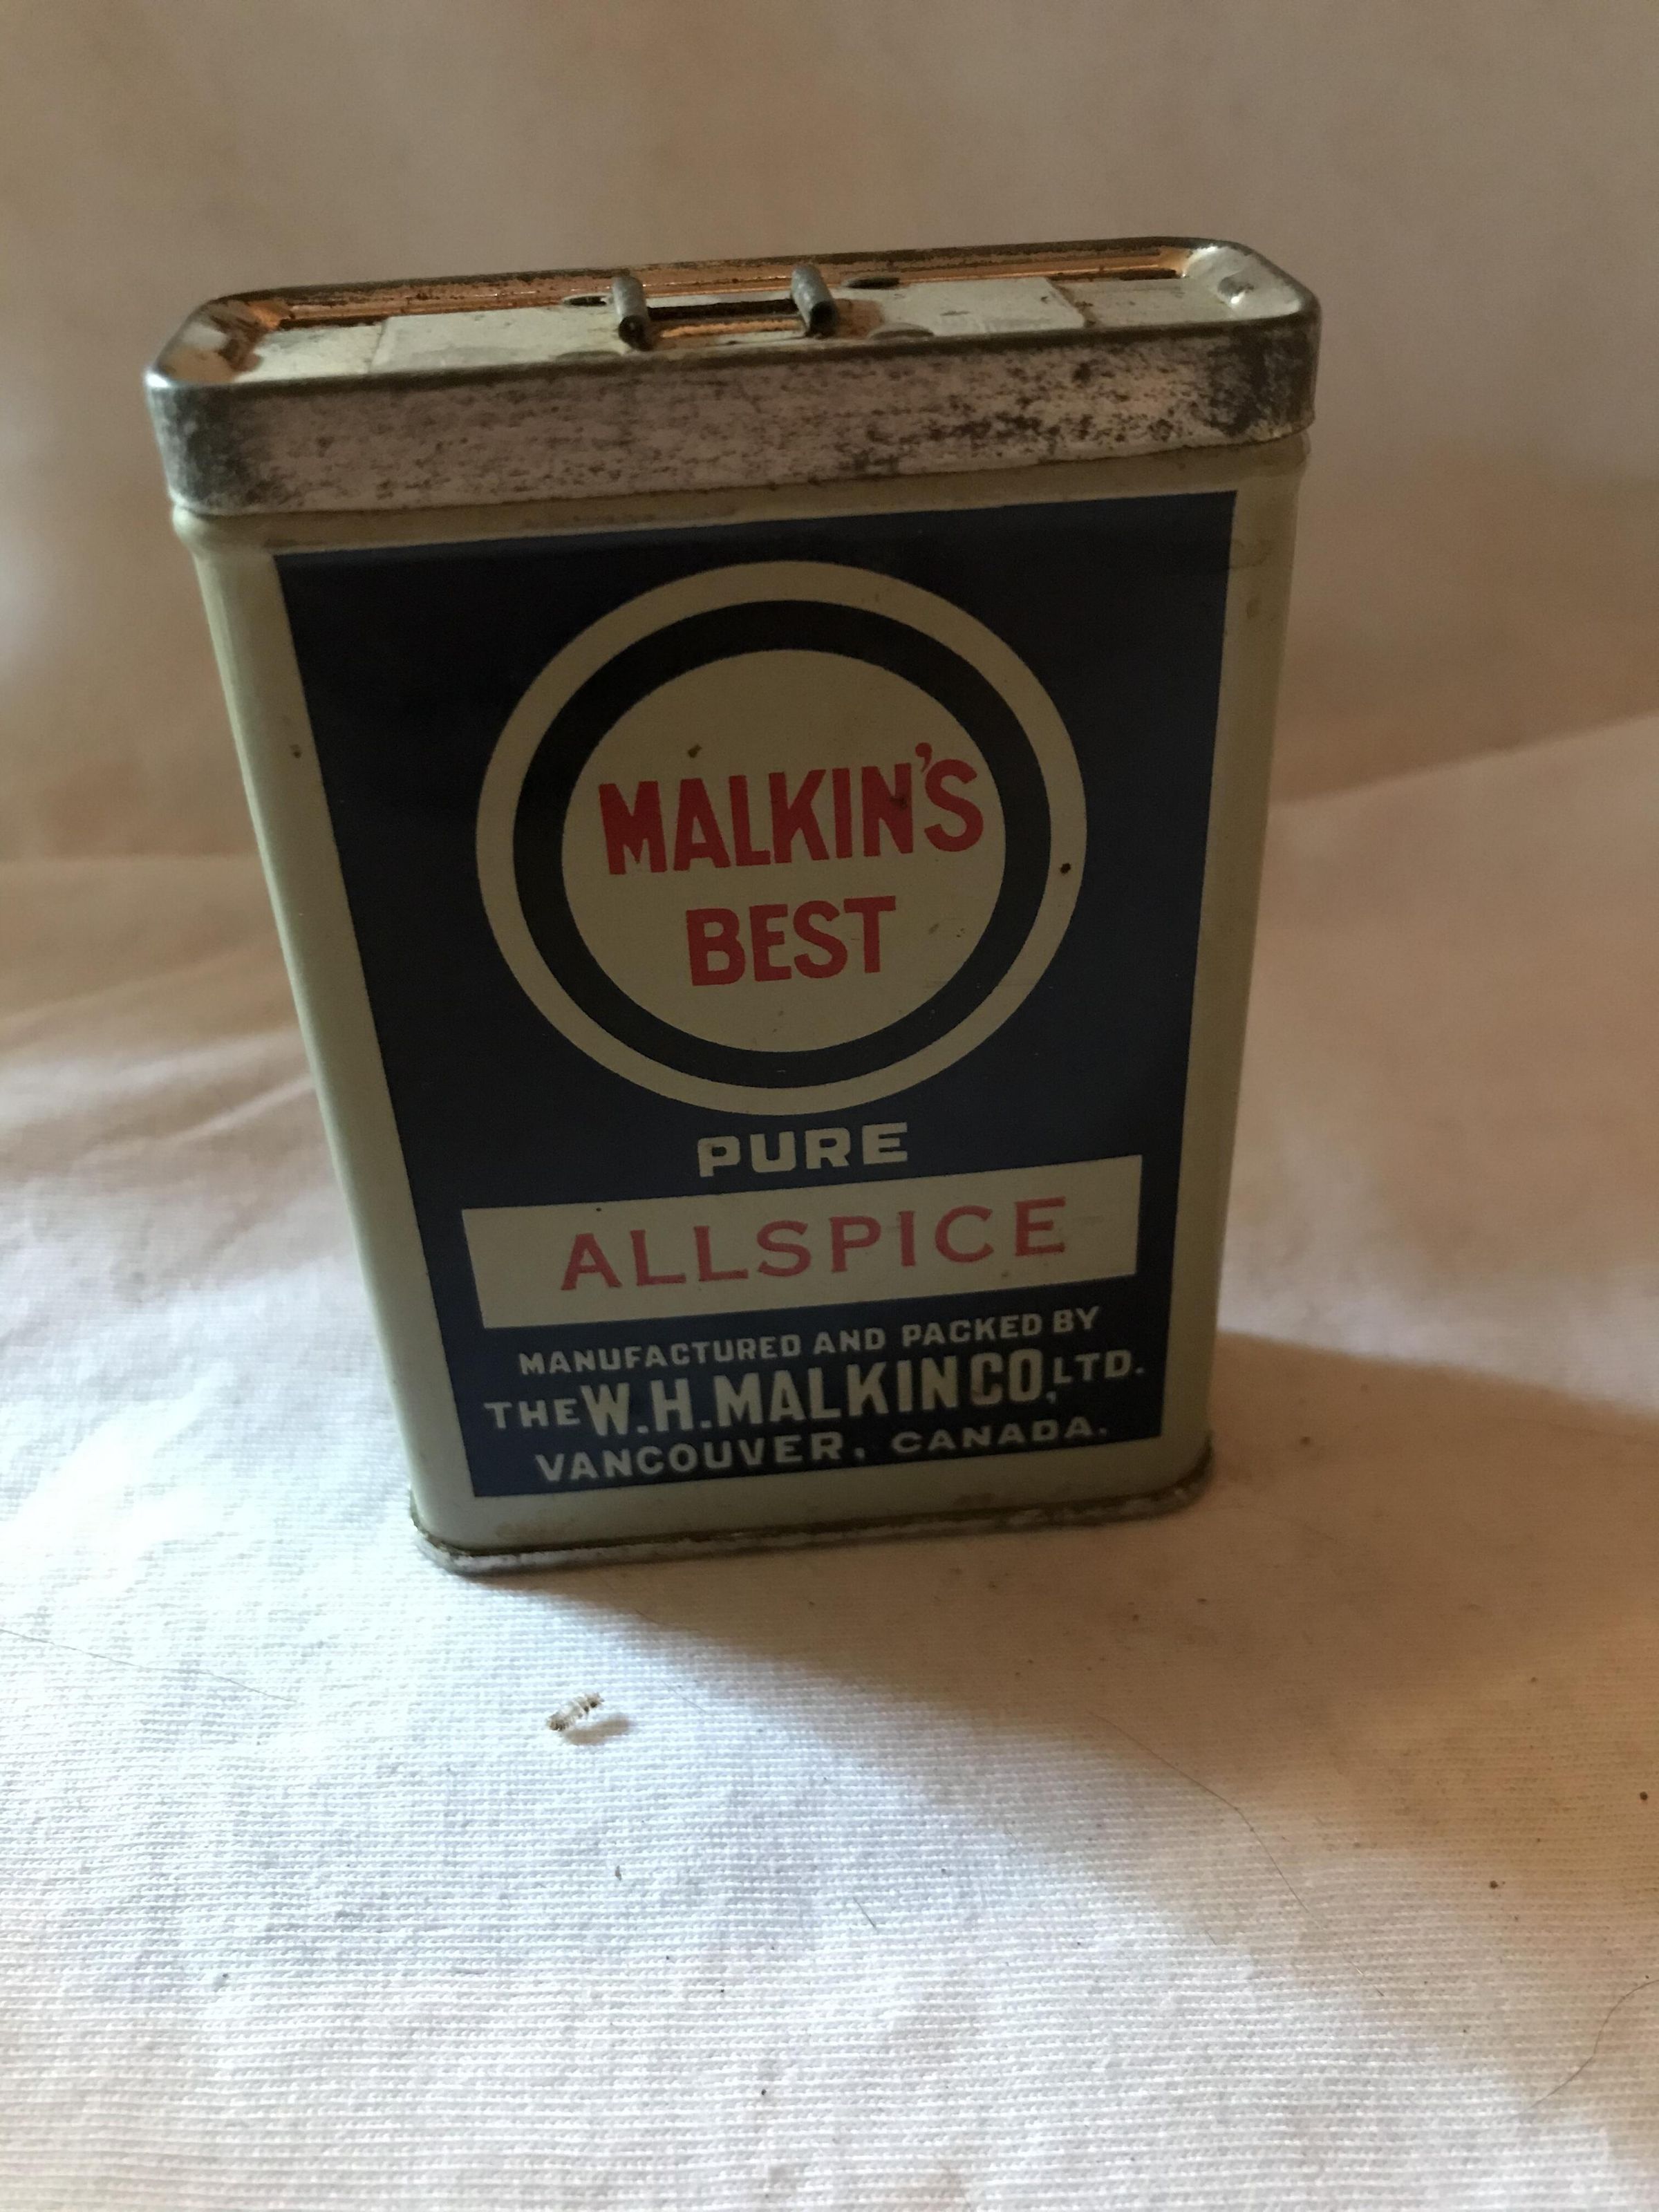 MALKIN'S
BEST
PURE
ALLSPICE
MANUFACTURED AND PACKED BY
THE W.H. MALKIN CO., LTD.
VANCOUVER, CANADA.